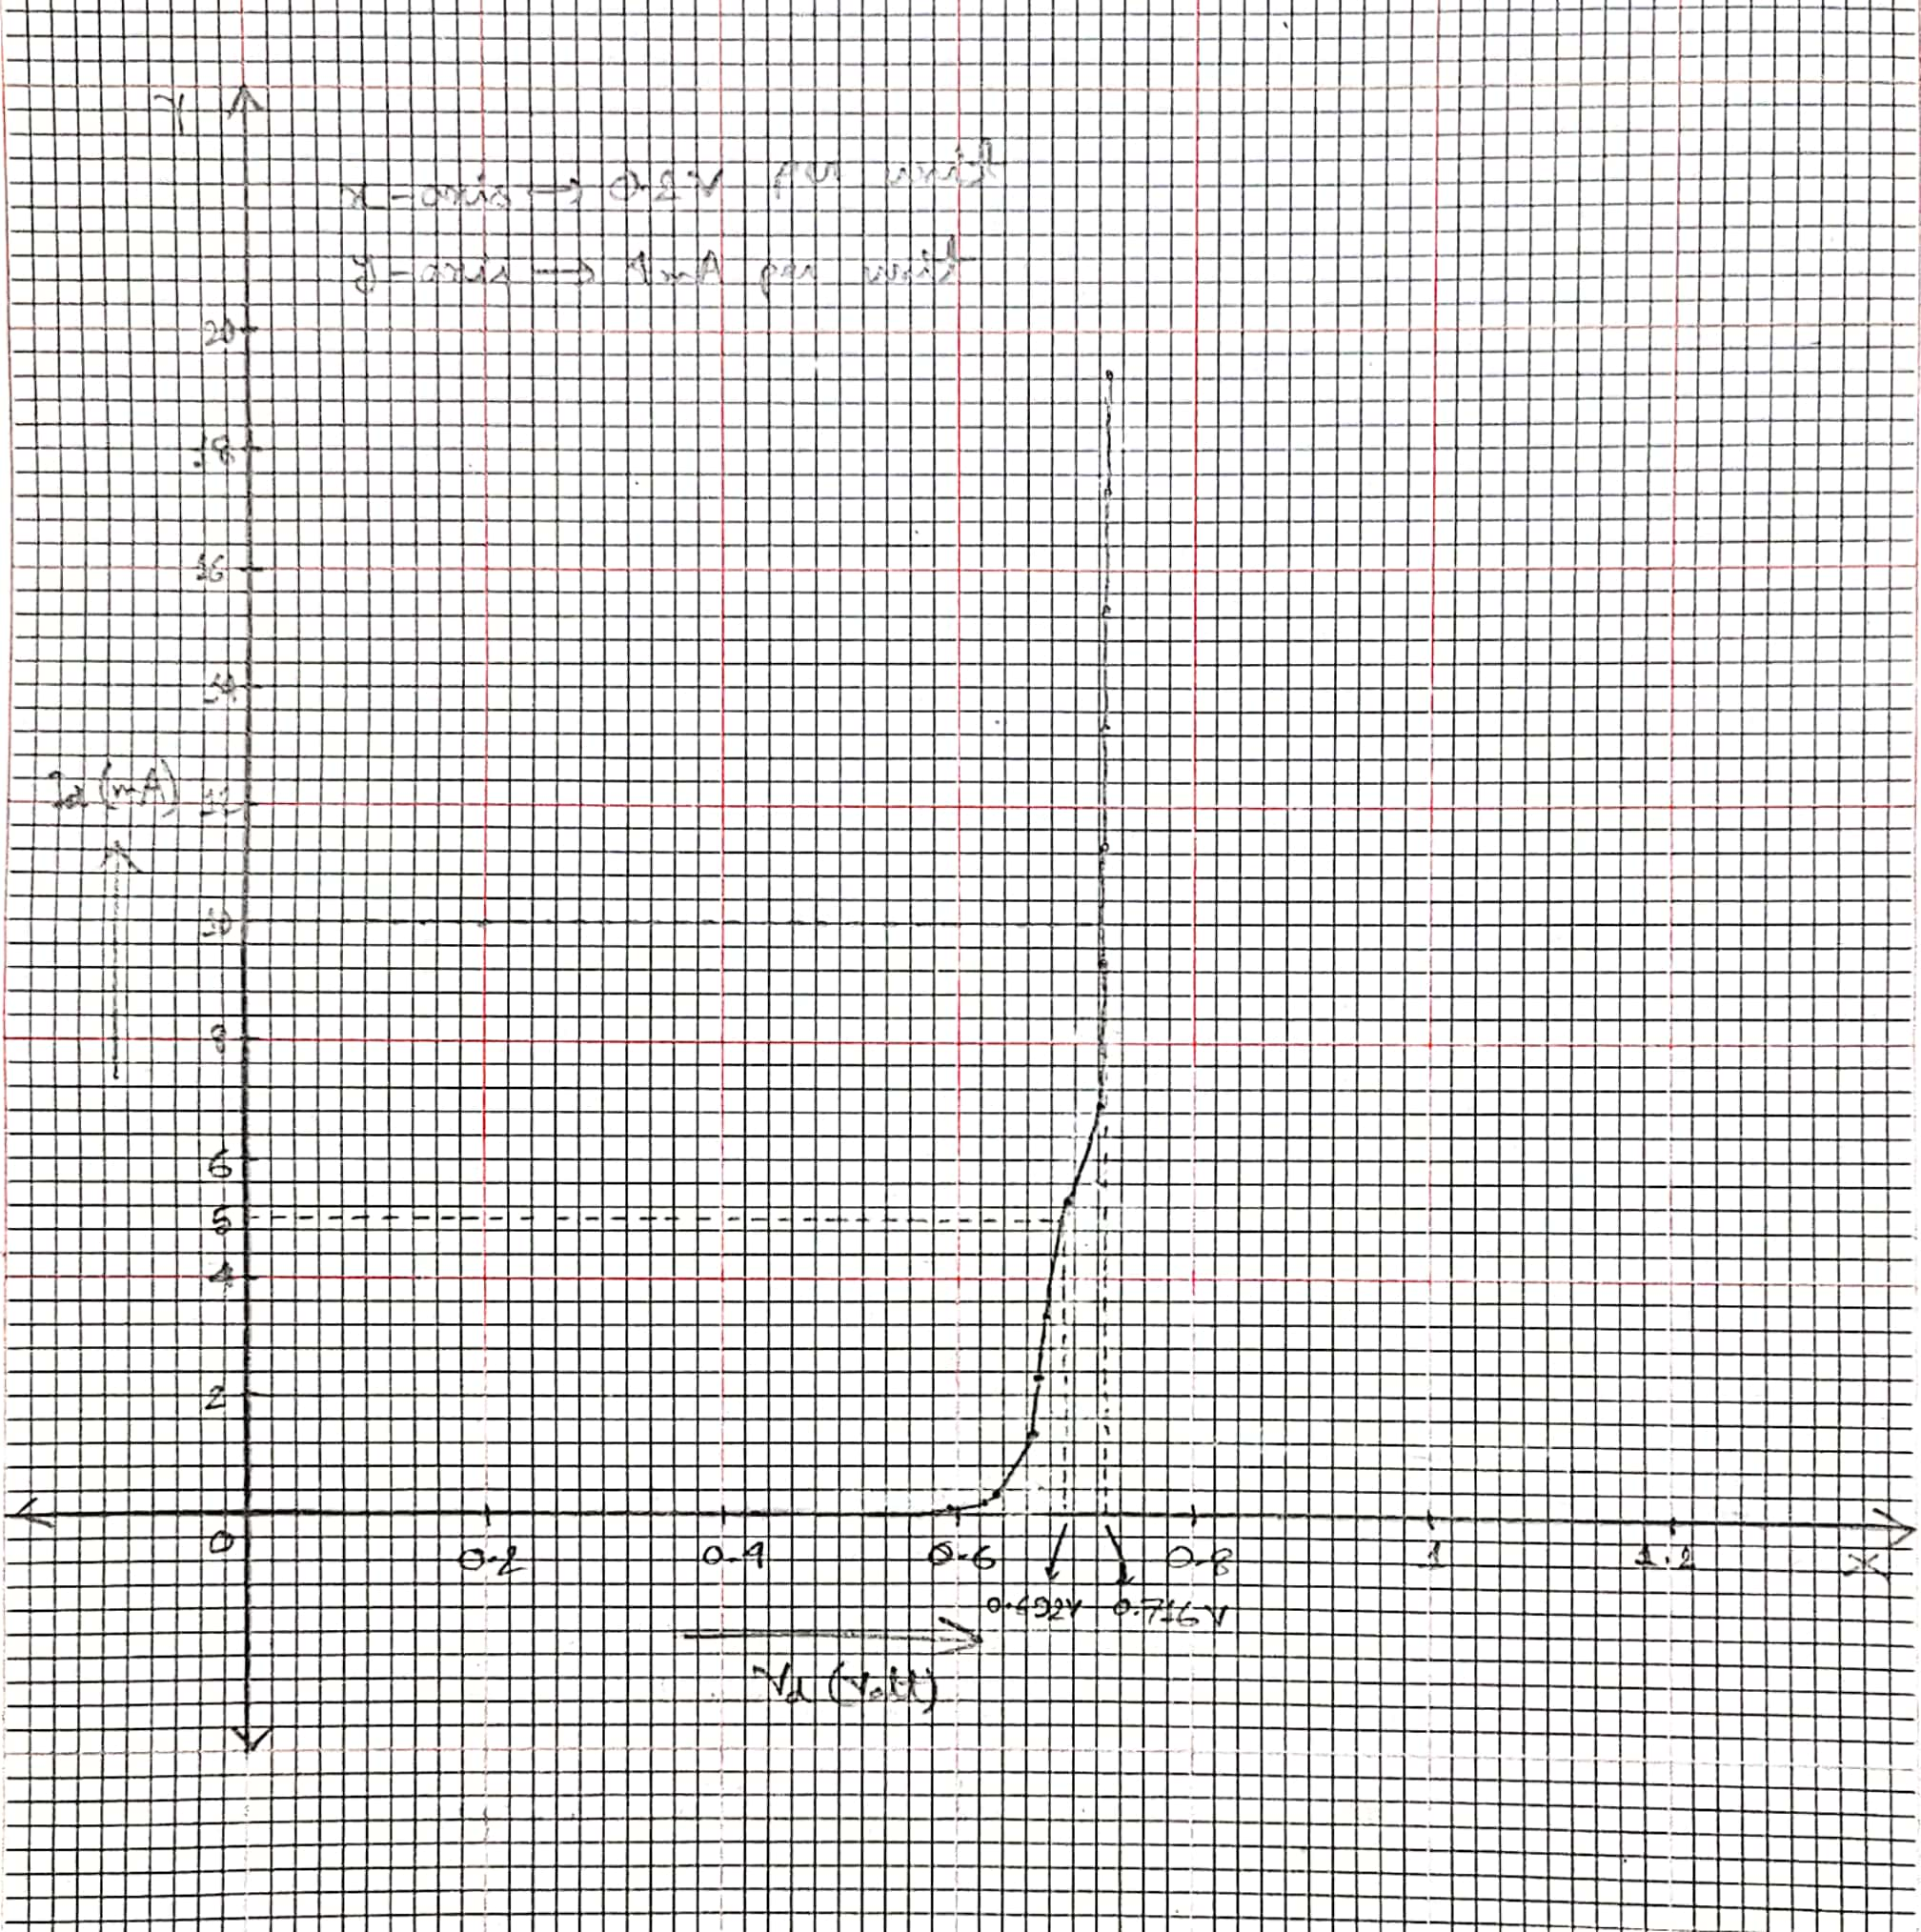 Y
x-axis → 0.2V per unit
y-axis → per unit
20
18
16
14
Id (mA) 12
10
8
6
5
4
2
0 0.2 0.4 0.6 0.8 1 1.2 X
0.692V 0.716V
Vd (Volt)